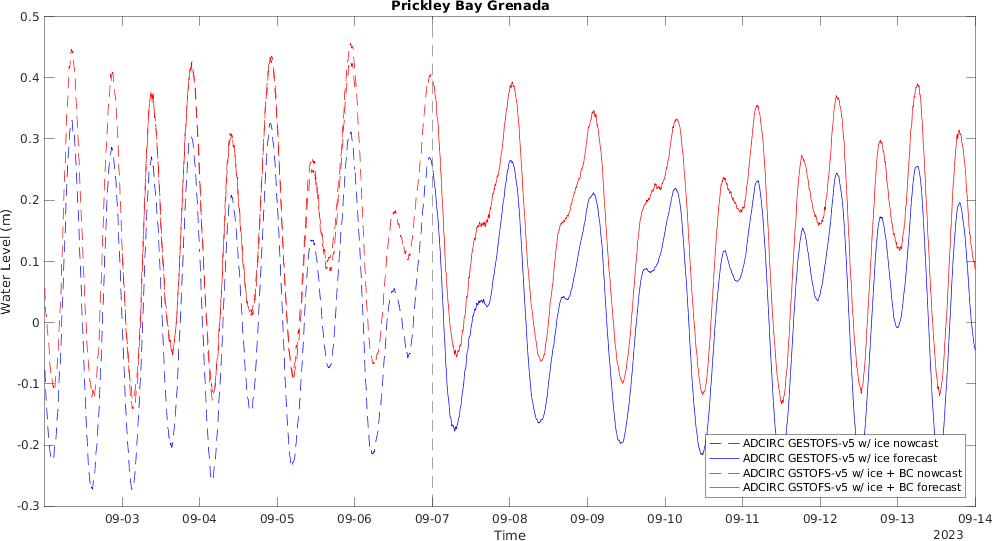 Prickley Bay Grenada
0.5
0.4
0.3
0.2
0.1
0
-0.1
-0.2
-0.3
Water Level (m)
ADCIRC GESTOFS-v5 w/ ice nowcast
ADCIRC GESTOFS-v5 w/ ice forecast
ADCIRC GSTOFS-v5 w/ ice + BC nowcast
ADCIRC GSTOFS-v5 w/ ice + BC forecast
09-03 09-04 09-05 09-06 09-07 09-08 09-09 09-10 09-11 09-12 09-13 09-14
Time
2023